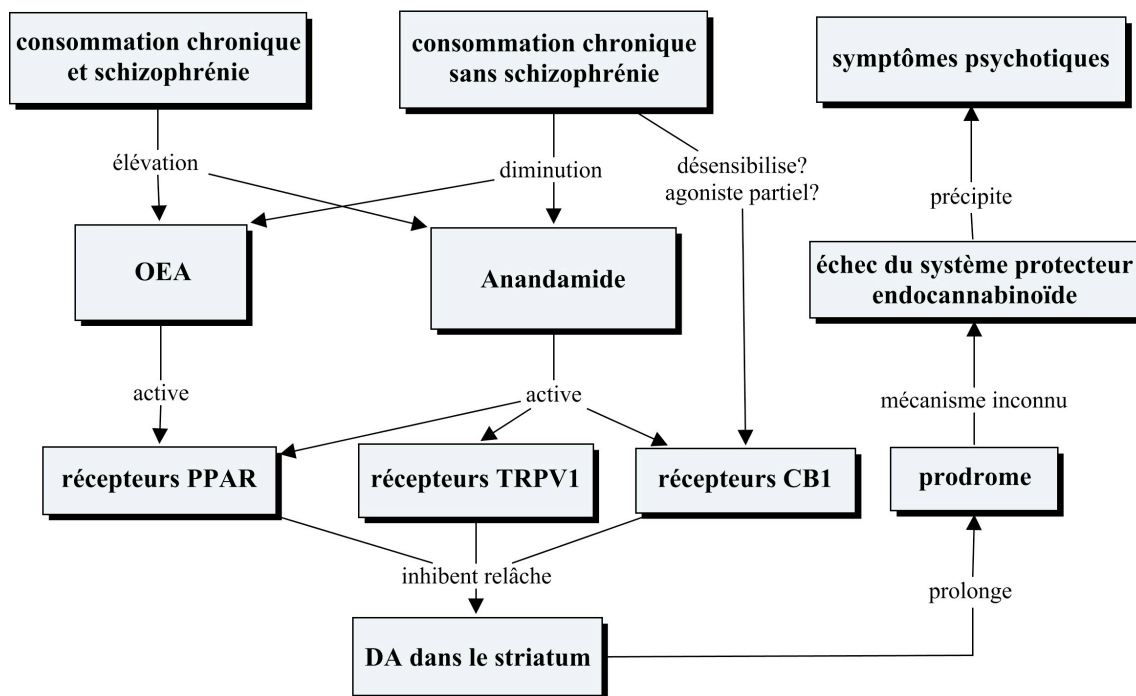 consommation chronique
et schizophrénie
consommation chronique
sans schizophrénie
symptômes psychotiques
élévation
diminution
désensibilise?
agoniste partiel?
précipite
OEA
Anandamide
échec du système protecteur
endocannabinoïde
active
active
mécanisme inconnu
récepteurs PPAR
récepteurs TRPV1
récepteurs CB1
prodrome
inhibent relâche
prolonge
DA dans le striatum